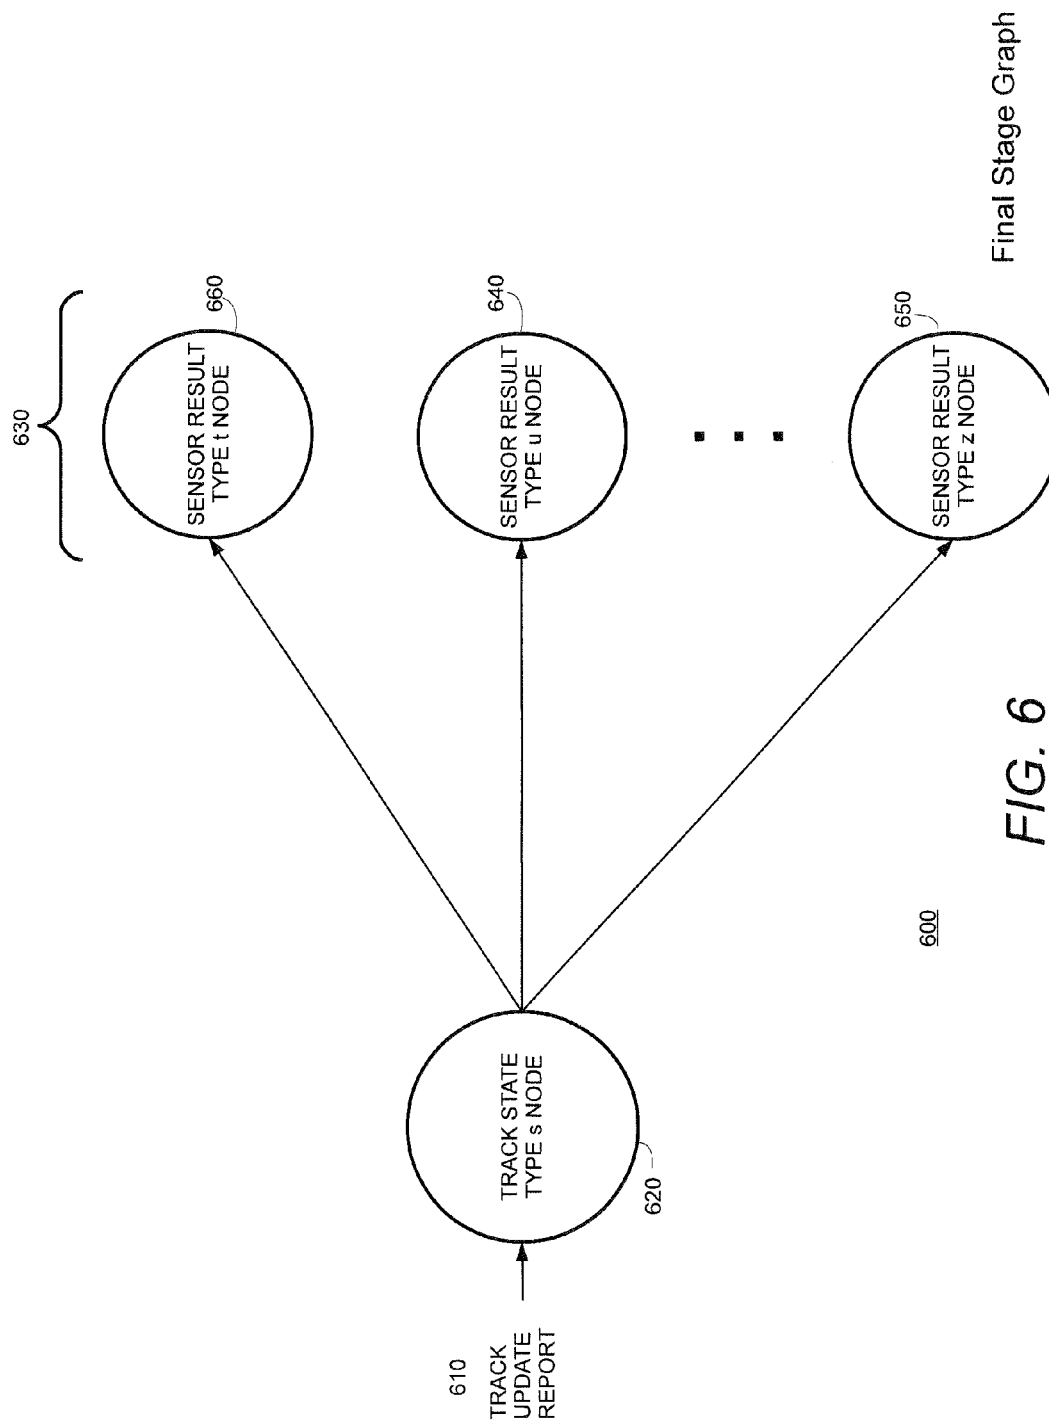 630
660
SENSOR RESULT
TYPE t NODE
640
SENSOR RESULT
TYPE u NODE
650
SENSOR RESULT
TYPE z NODE
610
TRACK
UPDATE
REPORT
TRACK STATE
TYPE s NODE
620
600
Final Stage Graph
FIG. 6